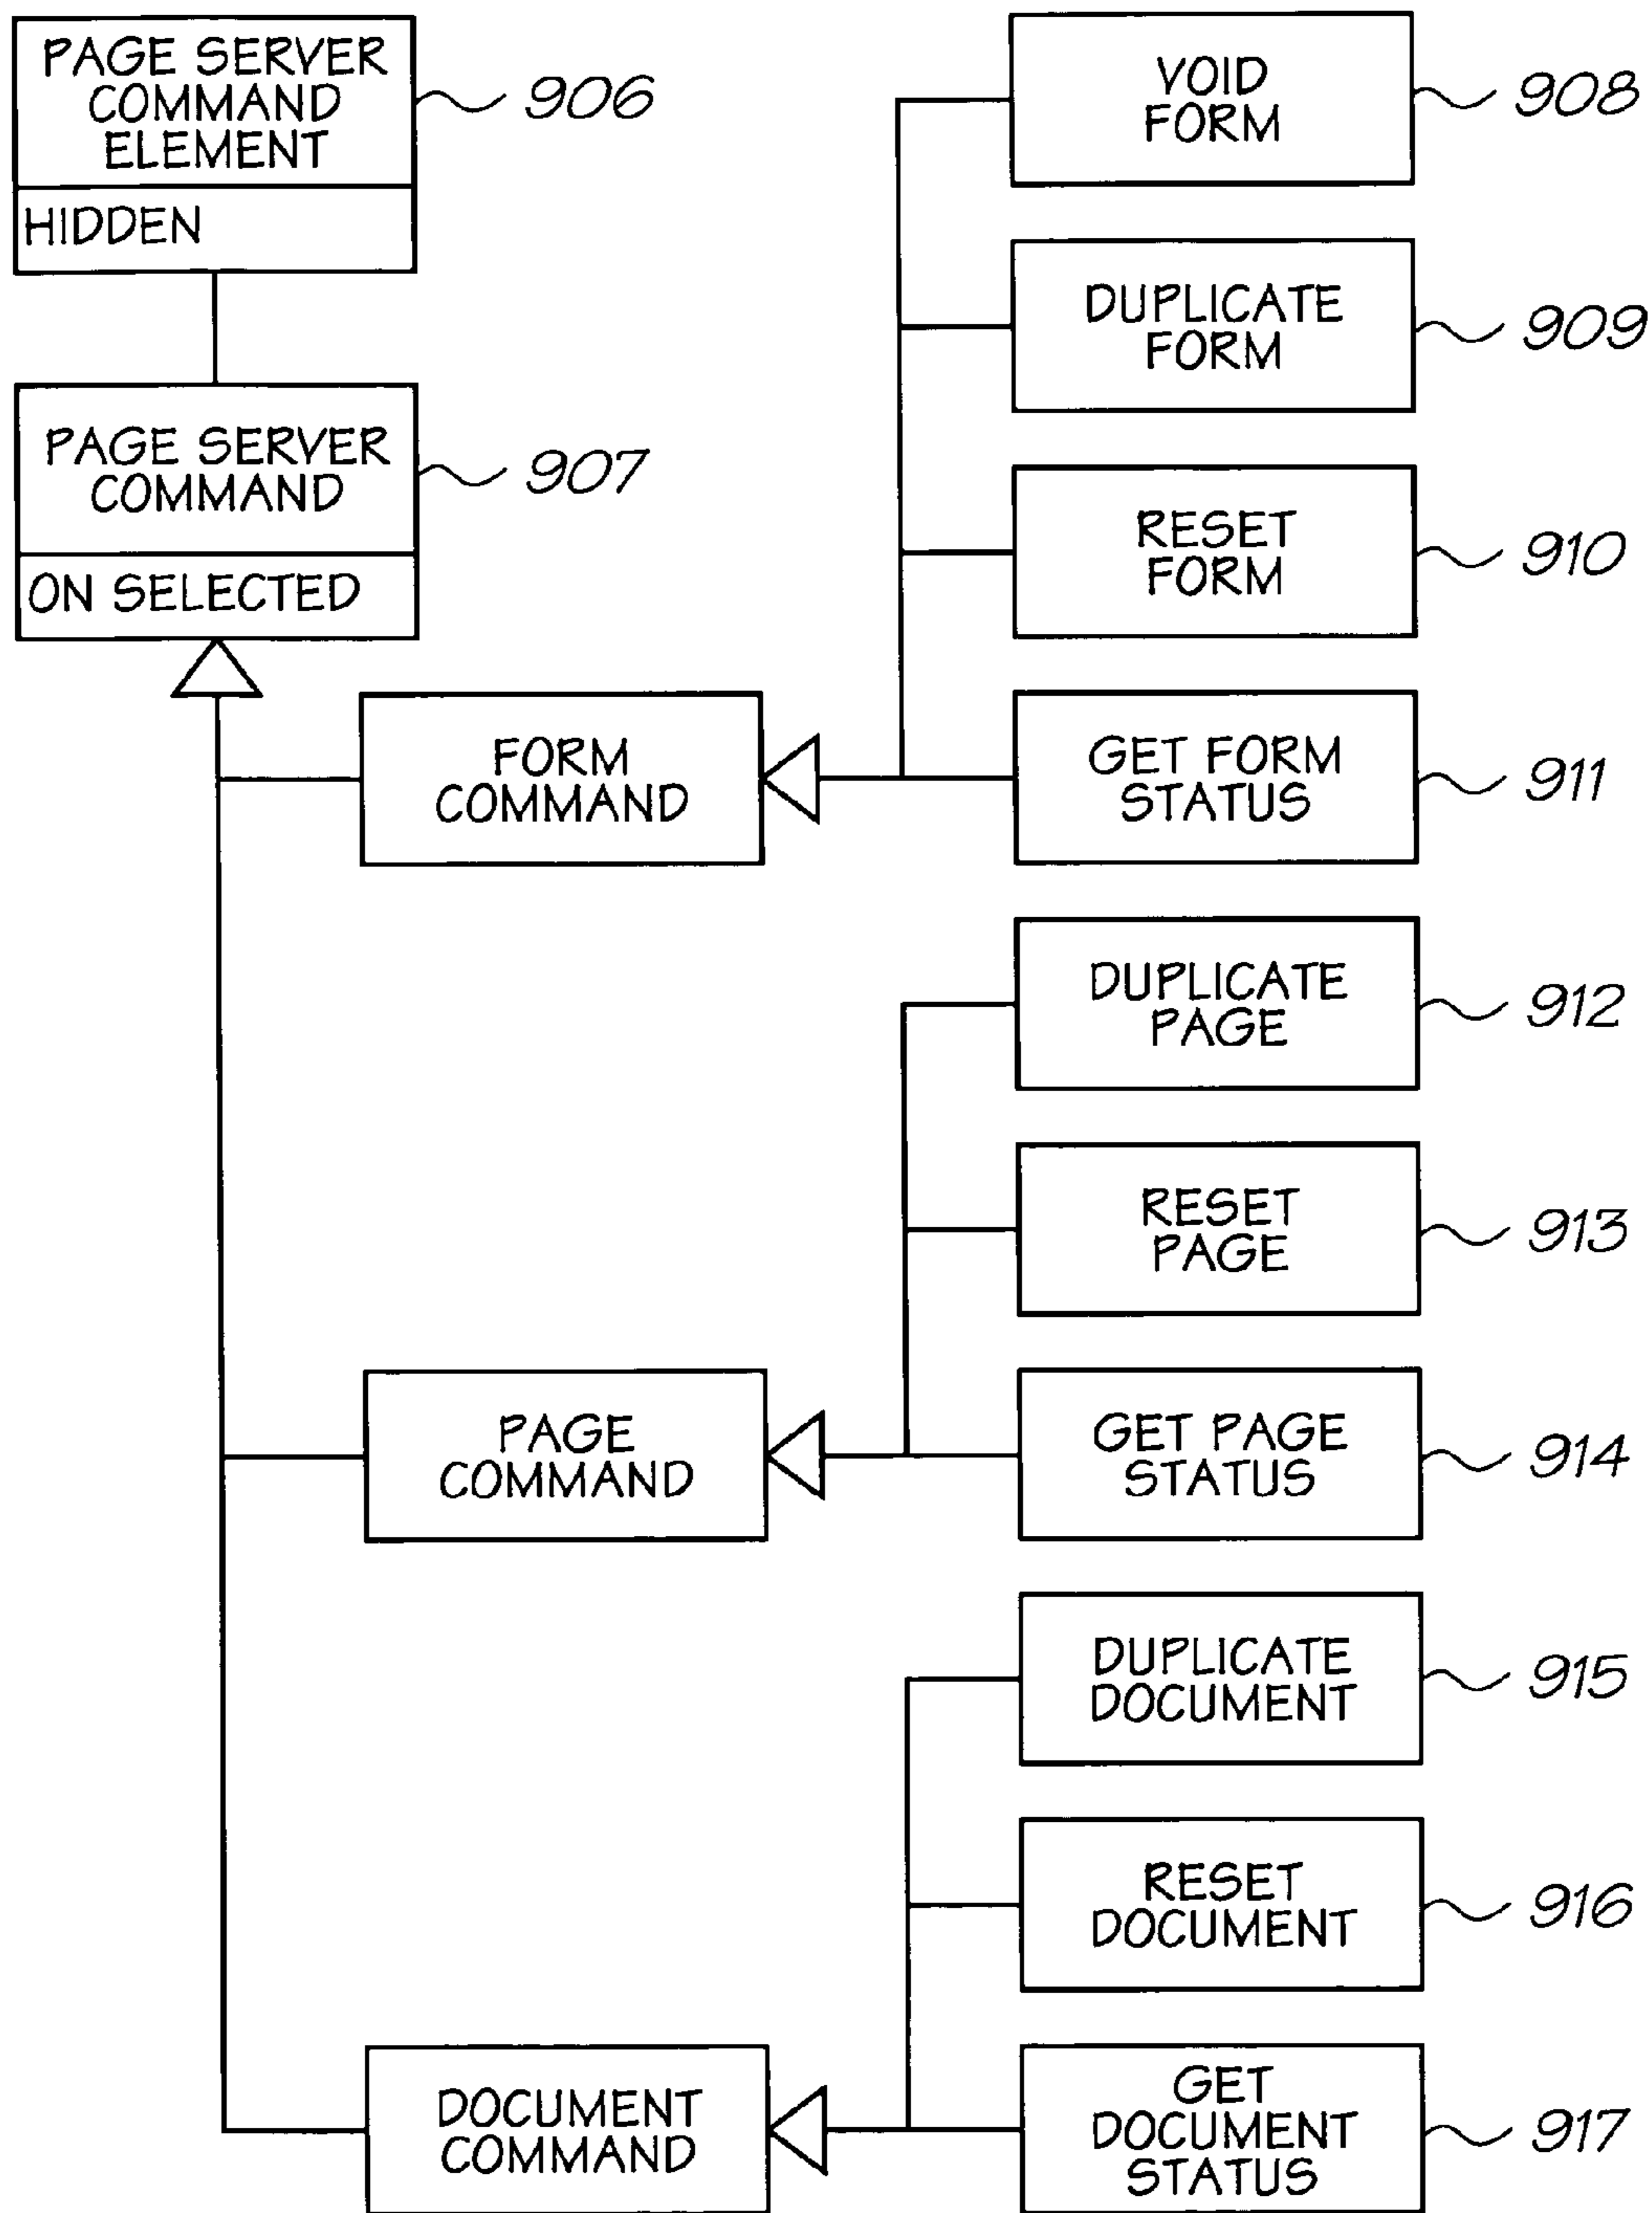 PAGE SERVER
COMMAND
ELEMENT
906
HIDDEN
PAGE SERVER
COMMAND
907
ON SELECTED
FORM
COMMAND
VOID
FORM
908
DUPLICATE
FORM
909
RESET
FORM
910
GET FORM
STATUS
911
PAGE
COMMAND
DUPLICATE
PAGE
912
RESET
PAGE
913
GET PAGE
STATUS
914
DOCUMENT
COMMAND
DUPLICATE
DOCUMENT
915
RESET
DOCUMENT
916
GET
DOCUMENT
STATUS
917